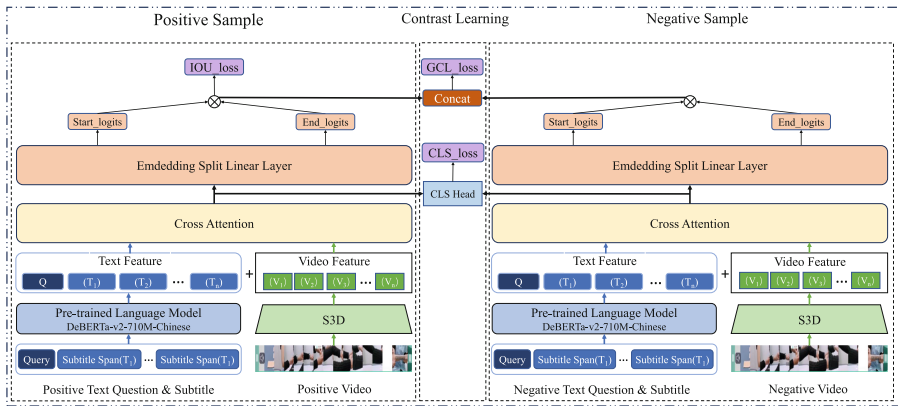 Positive Sample
Contrast Learning
Negative Sample
IOU_loss
GCL_loss
Concat
Start_logits
End_logits
Start_logits
End_logits
CLS_loss
Emdedding Split Linear Layer
CLS Head
Emdedding Split Linear Layer
Cross Attention
Cross Attention
Text Feature
Q (T1) (T2) ··· (Tn)
+
Video Feature
(V1) (V2) (V3) ··· (Vn)
Text Feature
Q (T1) (T2) ··· (Tn)
+
Video Feature
(V1) (V2) (V3) ··· (Vn)
Pre-trained Language Model
DeBERTa-v2-710M-Chinese
S3D
Pre-trained Language Model
DeBERTa-v2-710M-Chinese
S3D
Query Subtitle Span(T1) ··· Subtitle Span(T1)
Query Subtitle Span(T1) ··· Subtitle Span(T1)
Positive Text Question & Subtitle
Positive Video
Negative Text Question & Subtitle
Negative Video